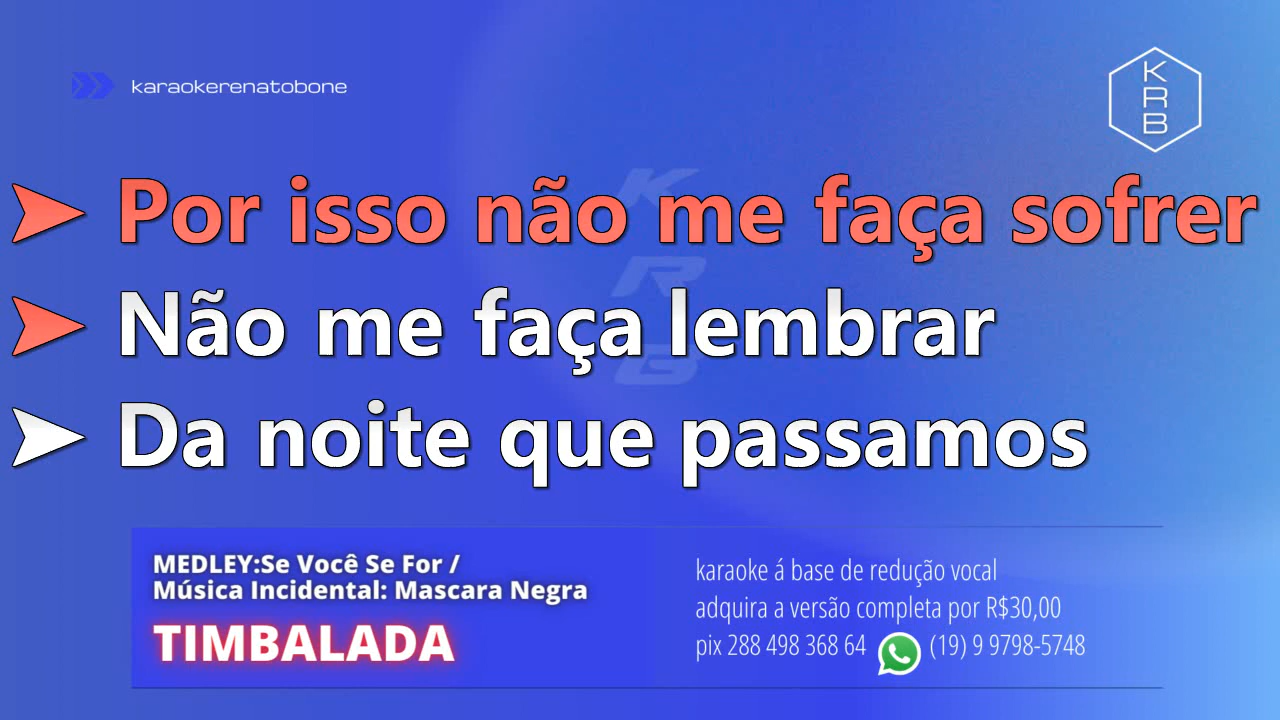 karaokerenatobone
K
R
B
➤ Por isso não me faça sofrer
➤ Não me faça lembrar
➤ Da noite que passamos
K
R
B
MEDLEY:Se Você Se For /
Música Incidental: Mascara Negra
TIMBALADA
karaoke á base de redução vocal
adquira a versão completa por R$30,00
pix 288 498 368 64 (19) 9 9798-5748